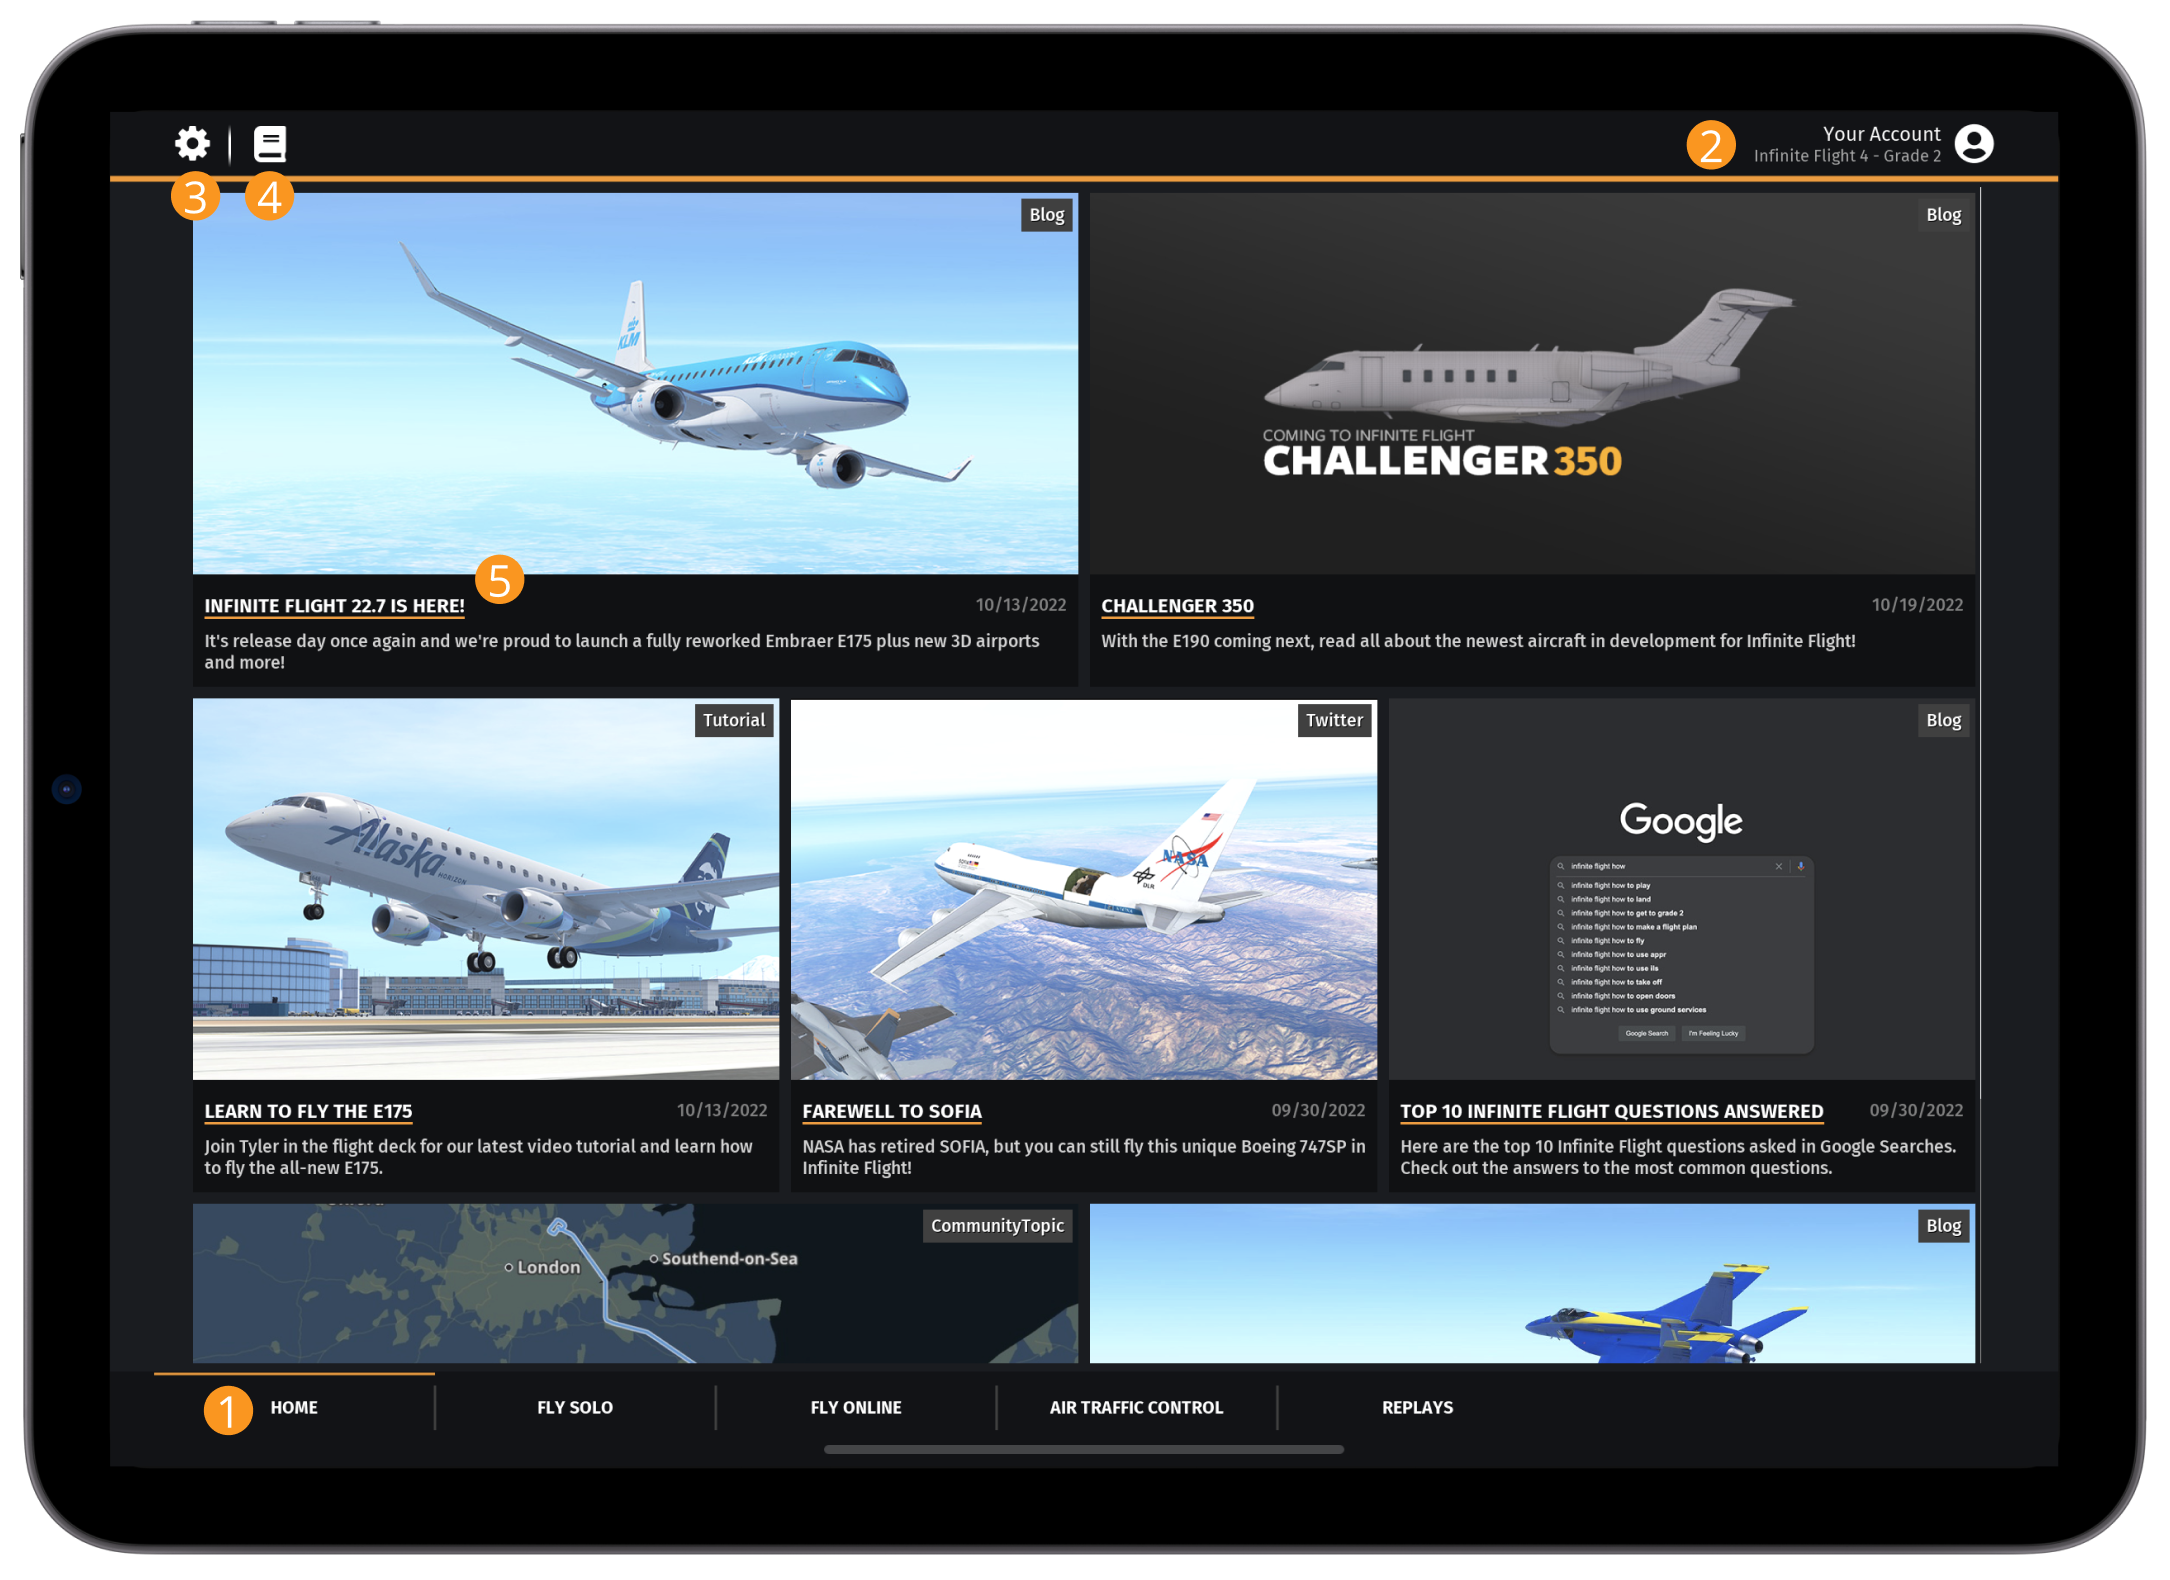 2
Your Account
Infinite Flight 4 - Grade 2
3
4
Blog
KLM
KLM
Blog
COMING TO INFINITE FLIGHT
CHALLENGER 350
5
INFINITE FLIGHT 22.7 IS HERE!
10/13/2022
It's release day once again and we're proud to launch a fully reworked Embraer E175 plus new 3D airports
and more!
CHALLENGER 350
10/19/2022
With the E190 coming next, read all about the newest aircraft in development for Infinite Flight!
Tutorial
Alaska
HORIZON
Twitter
NASA
DLR
SOFIA
Blog
Google
infinite flight how
infinite flight how to play
infinite flight how to land
infinite flight how to get to grade 2
infinite flight how to make a flight plan
infinite flight how to fly
infinite flight how to use appr
infinite flight how to use ils
infinite flight how to take off
infinite flight how to open doors
infinite flight how to use ground services
Google Search
I'm Feeling Lucky
LEARN TO FLY THE E175
10/13/2022
Join Tyler in the flight deck for our latest video tutorial and learn how
to fly the all-new E175.
FAREWELL TO SOFIA
09/30/2022
NASA has retired SOFIA, but you can still fly this unique Boeing 747SP in
Infinite Flight!
TOP 10 INFINITE FLIGHT QUESTIONS ANSWERED
09/30/2022
Here are the top 10 Infinite Flight questions asked in Google Searches.
Check out the answers to the most common questions.
CommunityTopic
London
Southend-on-Sea
Blog
1
HOME
FLY SOLO
FLY ONLINE
AIR TRAFFIC CONTROL
REPLAYS